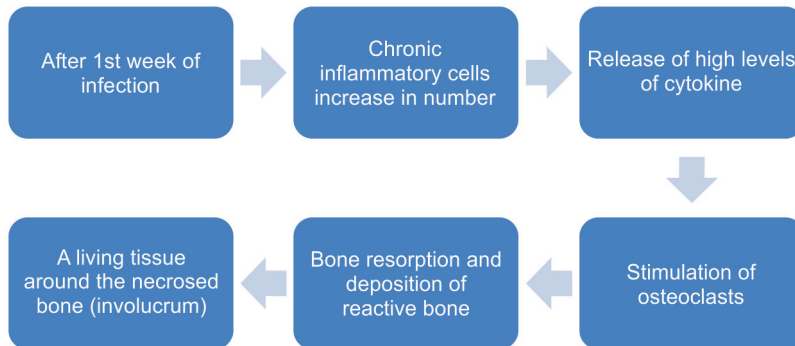 After 1st week of
infection
Chronic
inflammatory cells
increase in number
Release of high levels
of cytokine
Stimulation of
osteoclasts
Bone resorption and
deposition of
reactive bone
A living tissue
around the necrosed
bone (involucrum)